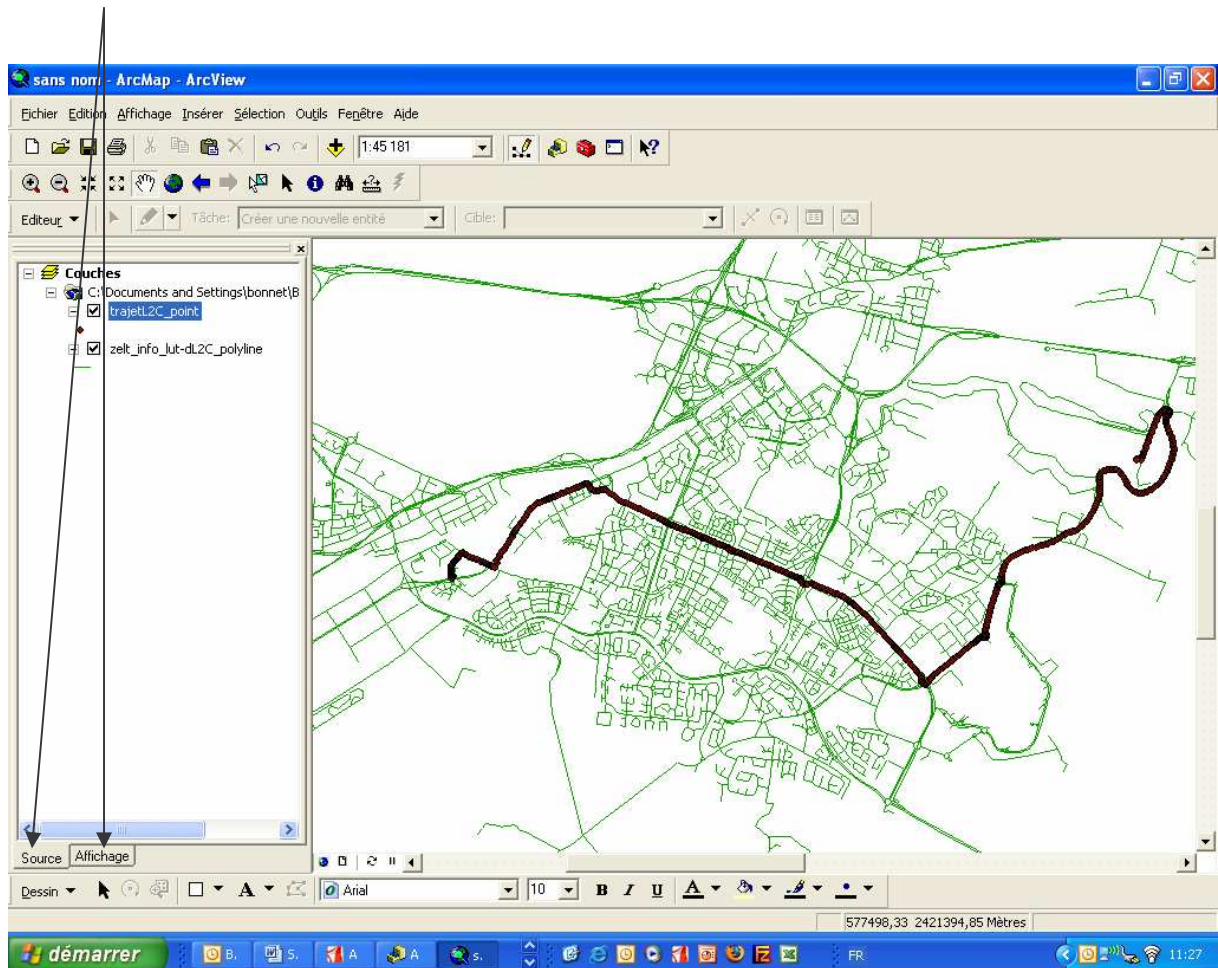 sans nom - ArcMap - ArcView
Fichier Edition Affichage Insérer Sélection Outils Fenêtre Aide
1:45 181
Editeur Tâche: Créer une nouvelle entité Cible:
Couches
C:\Documents and Settings\bonnet\B
trajetL2C_point
zelt_info_lut-dL2C_polyline
Source Affichage
Dessin A Arial 10 B I U A
577498,33 2421394,85 Mètres
démarrer B. S. A A s. FR 11:27